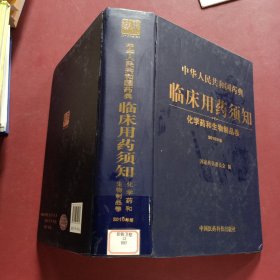 中华人民共和国药典
临床用药须知
化学药和生物制品卷
2015年版
国家药典委员会 编
中国医药科技出版社
中华人民共和国药典
临床用药须知
化学药和
生物制品卷
2015年版